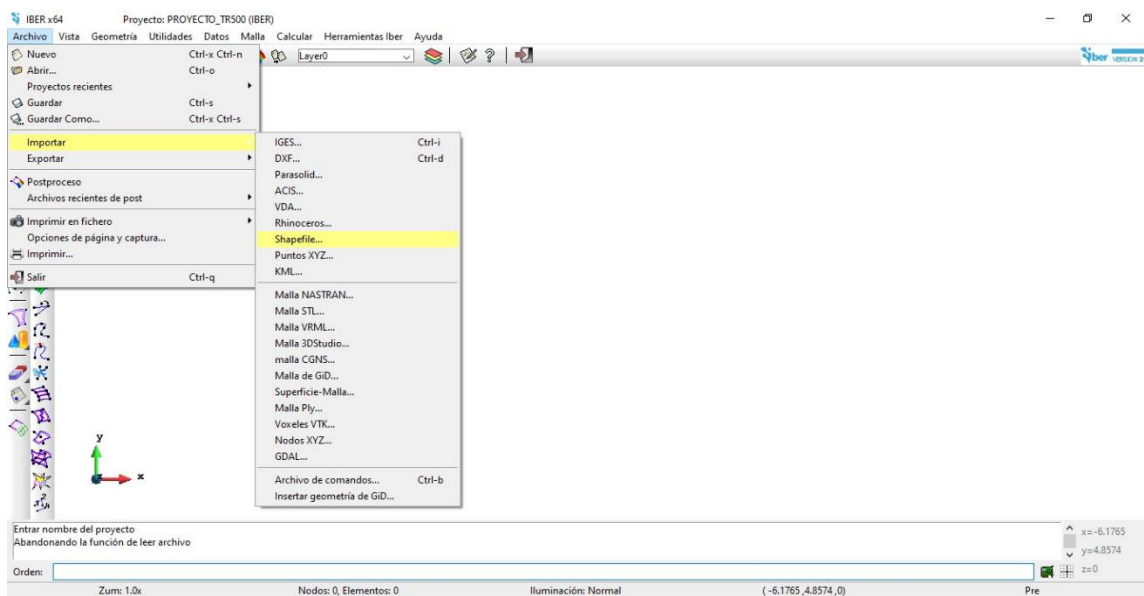 IBER x64 Proyecto: PROYECTO_TR500 (IBER)
Archivo Vista Geometría Utilidades Datos Malla Calcular Herramientas Iber Ayuda
Layer0
Iber
Nuevo Ctrl-x Ctrl-n
Abrir... Ctrl-o
Proyectos recientes
Guardar Ctrl-s
Guardar Como... Ctrl-x Ctrl-s
Importar
Exportar
Postproceso
Archivos recientes de post
Imprimir en fichero
Opciones de página y captura...
Imprimir...
Salir Ctrl-q
IGES... Ctrl-i
DXF... Ctrl-d
Parasolid...
ACIS...
VDA...
Rhinoceros...
Shapefile...
Puntos XYZ...
KML...
Malla NASTRAN...
Malla STL...
Malla VRML...
Malla 3DStudio...
malla CGNS...
Malla de GiD...
Superficie-Malla...
Malla Ply...
Voxeles VTK...
Nodos XYZ...
GDAL...
Archivo de comandos... Ctrl-b
Insertar geometría de GiD...
y
x
Entrar nombre del proyecto
Abandonando la función de leer archivo
x=-6.1765
y=4.8574
z=0
Orden:
Zum: 1.0x Nodos: 0, Elementos: 0 Iluminación: Normal (-6.1765 ,4.8574 ,0) Pre